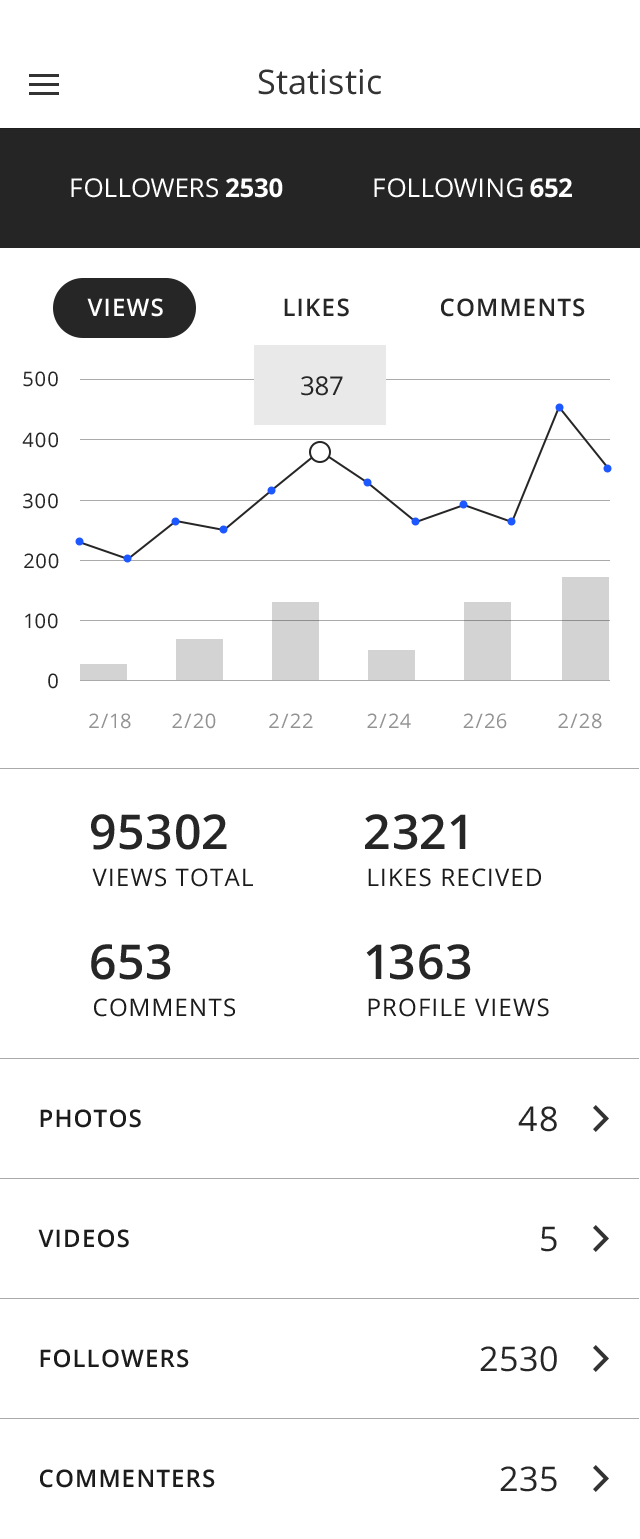 Statistic
FOLLOWERS 2530 FOLLOWING 652
VIEWS LIKES COMMENTS
387
500
400
300
200
100
0
2/18 2/20 2/22 2/24 2/26 2/28
95302 2321
VIEWS TOTAL LIKES RECIVED
653 1363
COMMENTS PROFILE VIEWS
PHOTOS 48
VIDEOS 5
FOLLOWERS 2530
COMMENTERS 235